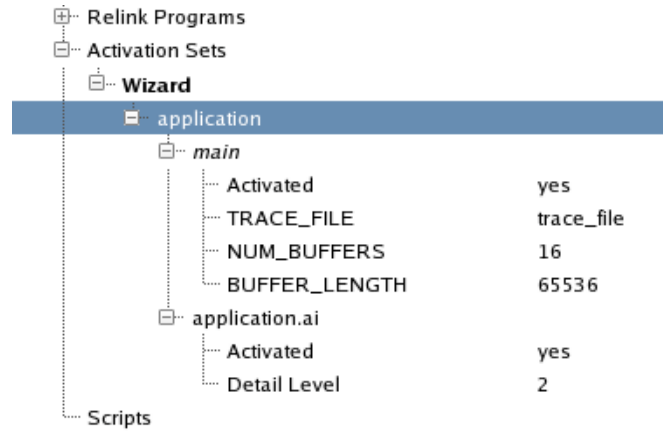 Relink Programs
Activation Sets
Wizard
application
main
Activated yes
TRACE_FILE trace_file
NUM_BUFFERS 16
BUFFER_LENGTH 65536
application.ai
Activated yes
Detail Level 2
Scripts